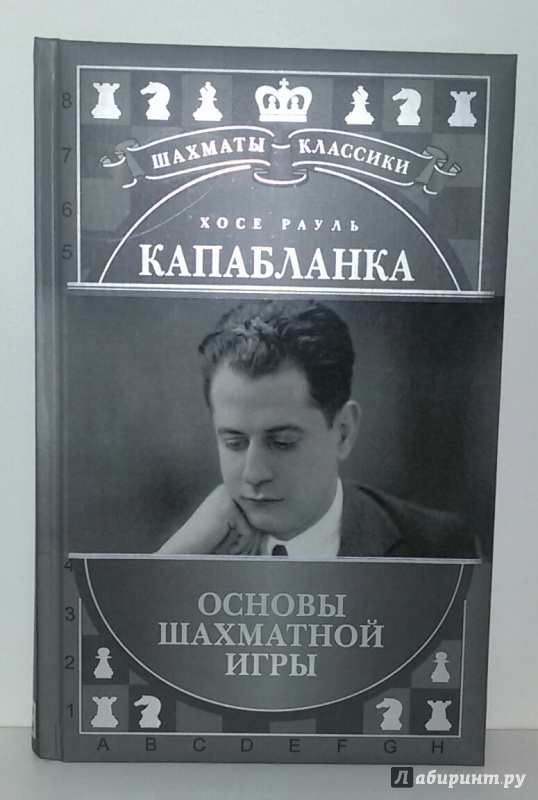 8
7
6
5
ШАХМАТЫ КЛАССИКИ
ХОСЕ РАУЛЬ
КАПАБЛАНКА
4
3
2
1
ОСНОВЫ
ШАХМАТНОЙ
ИГРЫ
A B C D E F G H
Лабиринт.ру